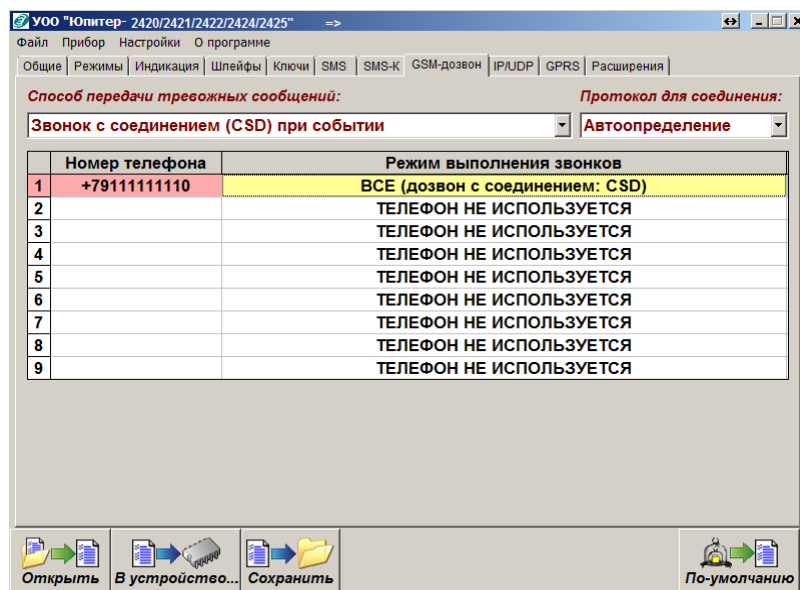 УОО "Юпитер- 2420/2421/2422/2424/2425" =>
Файл Прибор Настройки О программе
Общие Режимы Индикация Шлейфы Ключи SMS SMS-K GSM-дозвон IP/UDP GPRS Расширения
Способ передачи тревожных сообщений: Протокол для соединения:
Звонок с соединением (CSD) при событии Автоопределение
Номер телефона Режим выполнения звонков
1 +79111111110 ВСЕ (дозвон с соединением: CSD)
2 ТЕЛЕФОН НЕ ИСПОЛЬЗУЕТСЯ
3 ТЕЛЕФОН НЕ ИСПОЛЬЗУЕТСЯ
4 ТЕЛЕФОН НЕ ИСПОЛЬЗУЕТСЯ
5 ТЕЛЕФОН НЕ ИСПОЛЬЗУЕТСЯ
6 ТЕЛЕФОН НЕ ИСПОЛЬЗУЕТСЯ
7 ТЕЛЕФОН НЕ ИСПОЛЬЗУЕТСЯ
8 ТЕЛЕФОН НЕ ИСПОЛЬЗУЕТСЯ
9 ТЕЛЕФОН НЕ ИСПОЛЬЗУЕТСЯ
Открыть В устройство... Сохранить По-умолчанию